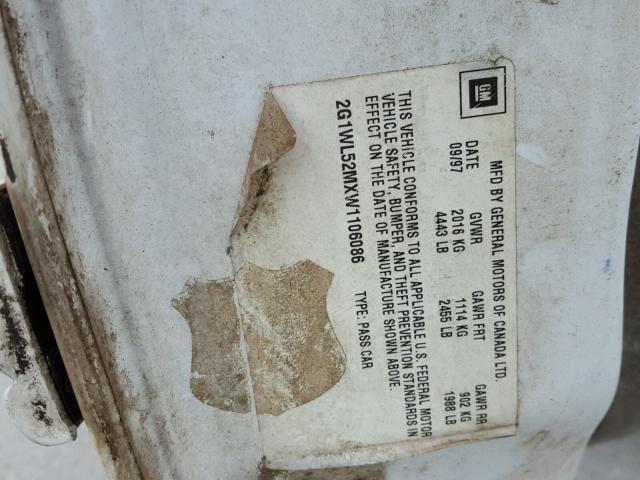 GM
MFD BY GENERAL MOTORS OF CANADA LTD.
DATE GVWR GAWR FRT GAWR RR
09/97 2016 KG 1114 KG 902 KG
4443 LB 2455 LB 1988 LB
THIS VEHICLE CONFORMS TO ALL APPLICABLE U.S. FEDERAL MOTOR
VEHICLE SAFETY, BUMPER, AND THEFT PREVENTION STANDARDS IN
EFFECT ON THE DATE OF MANUFACTURE SHOWN ABOVE.
2G1WL52MXW1106086 TYPE: PASS CAR